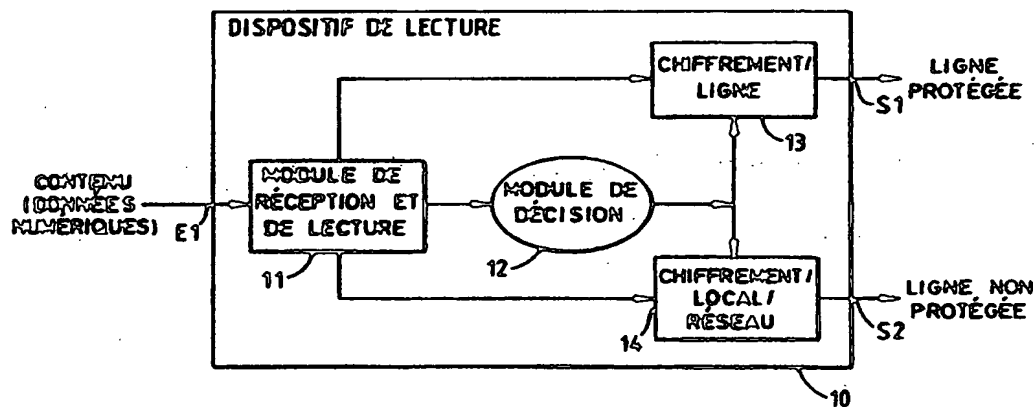 DISPOSITIF DE LECTURE
CHIFFREMENT/
LIGNE
13
S1
LIGNE
PROTÉGÉE
CONTENU
(DONNÉES
NUMÉRIQUES)
E1
MODULE DE
RÉCEPTION ET
DE LECTURE
11
MODULE DE
DÉCISION
12
CHIFFREMENT/
LOCAL/
RÉSEAU
14
S2
LIGNE NON
PROTÉGÉE
10